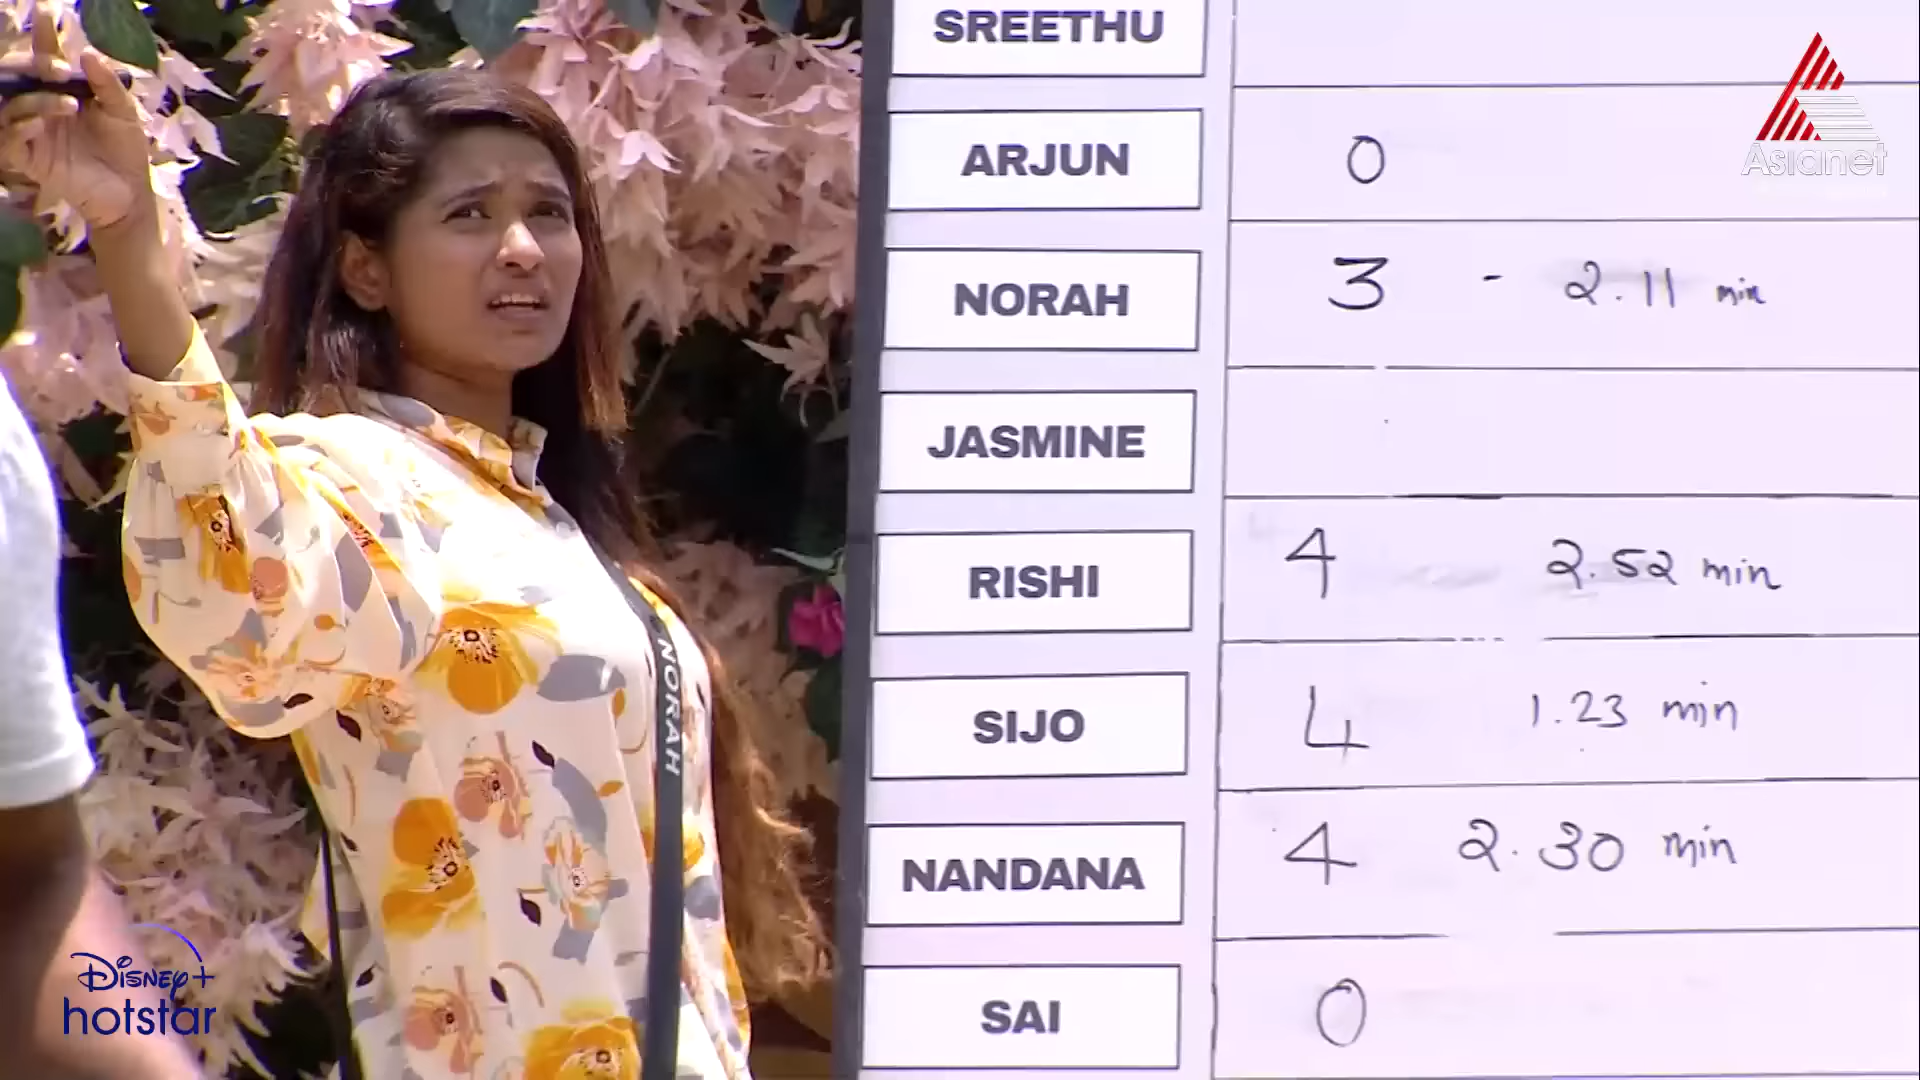 SREETHU
ARJUN 0
NORAH 3 - 2.11 min
JASMINE
RISHI 4 2.52 min
SIJO 4 1.23 min
NANDANA 4 2.30 min
SAI 0
NORAH
Asianet
Disney+
hotstar